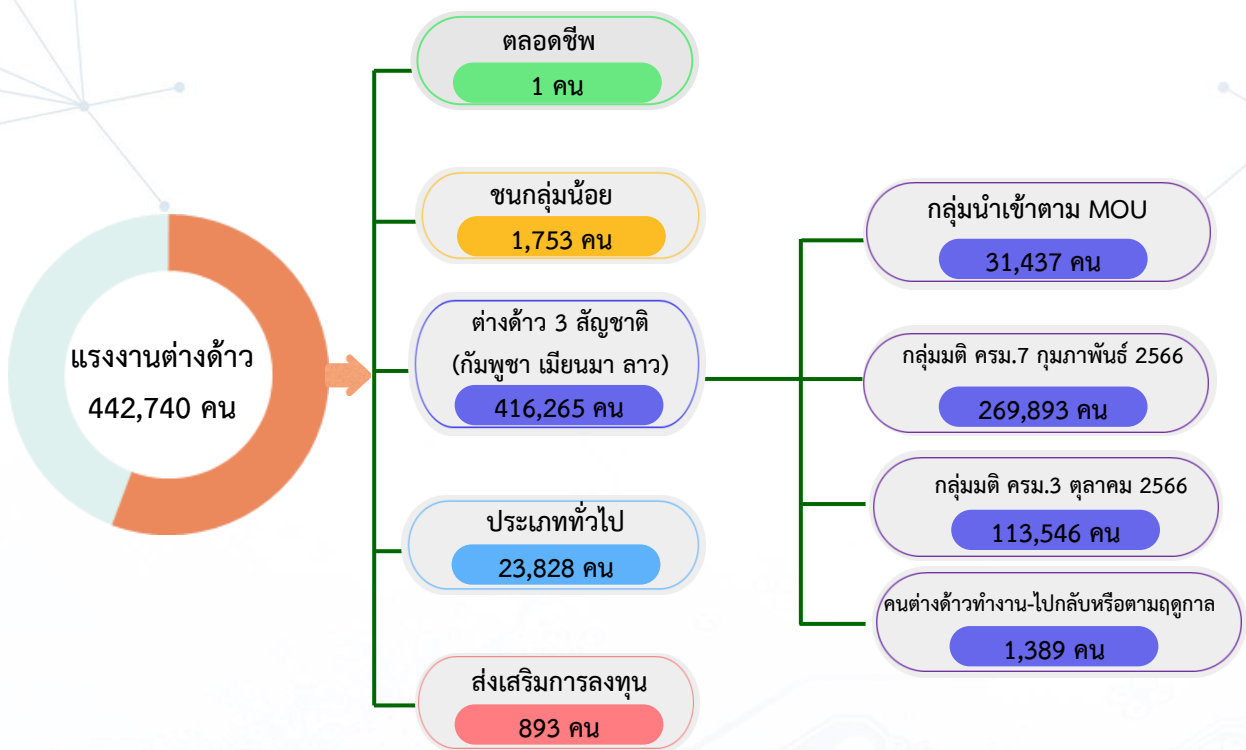 แรงงานต่างด้าว
442,740 คน
ตลอดชีพ
1 คน
ชนกลุ่มน้อย
1,753 คน
ต่างด้าว 3 สัญชาติ
(กัมพูชา เมียนมา ลาว)
416,265 คน
ประเภททั่วไป
23,828 คน
ส่งเสริมการลงทุน
893 คน
กลุ่มนำเข้าตาม MOU
31,437 คน
กลุ่มมติ ครม.7 กุมภาพันธ์ 2566
269,893 คน
กลุ่มมติ ครม.3 ตุลาคม 2566
113,546 คน
คนต่างด้าวทำงาน-ไปกลับหรือตามฤดูกาล
1,389 คน